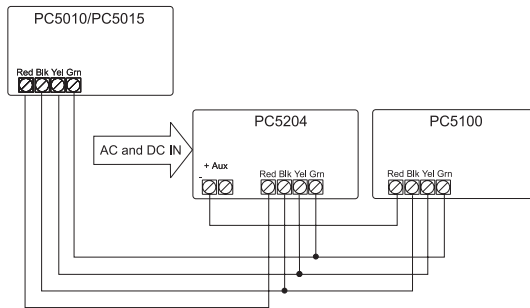 PC5010/PC5015
Red Blk Yel Grn
AC and DC IN
PC5204
+ Aux
-
Red Blk Yel Grn
PC5100
Red Blk Yel Grn